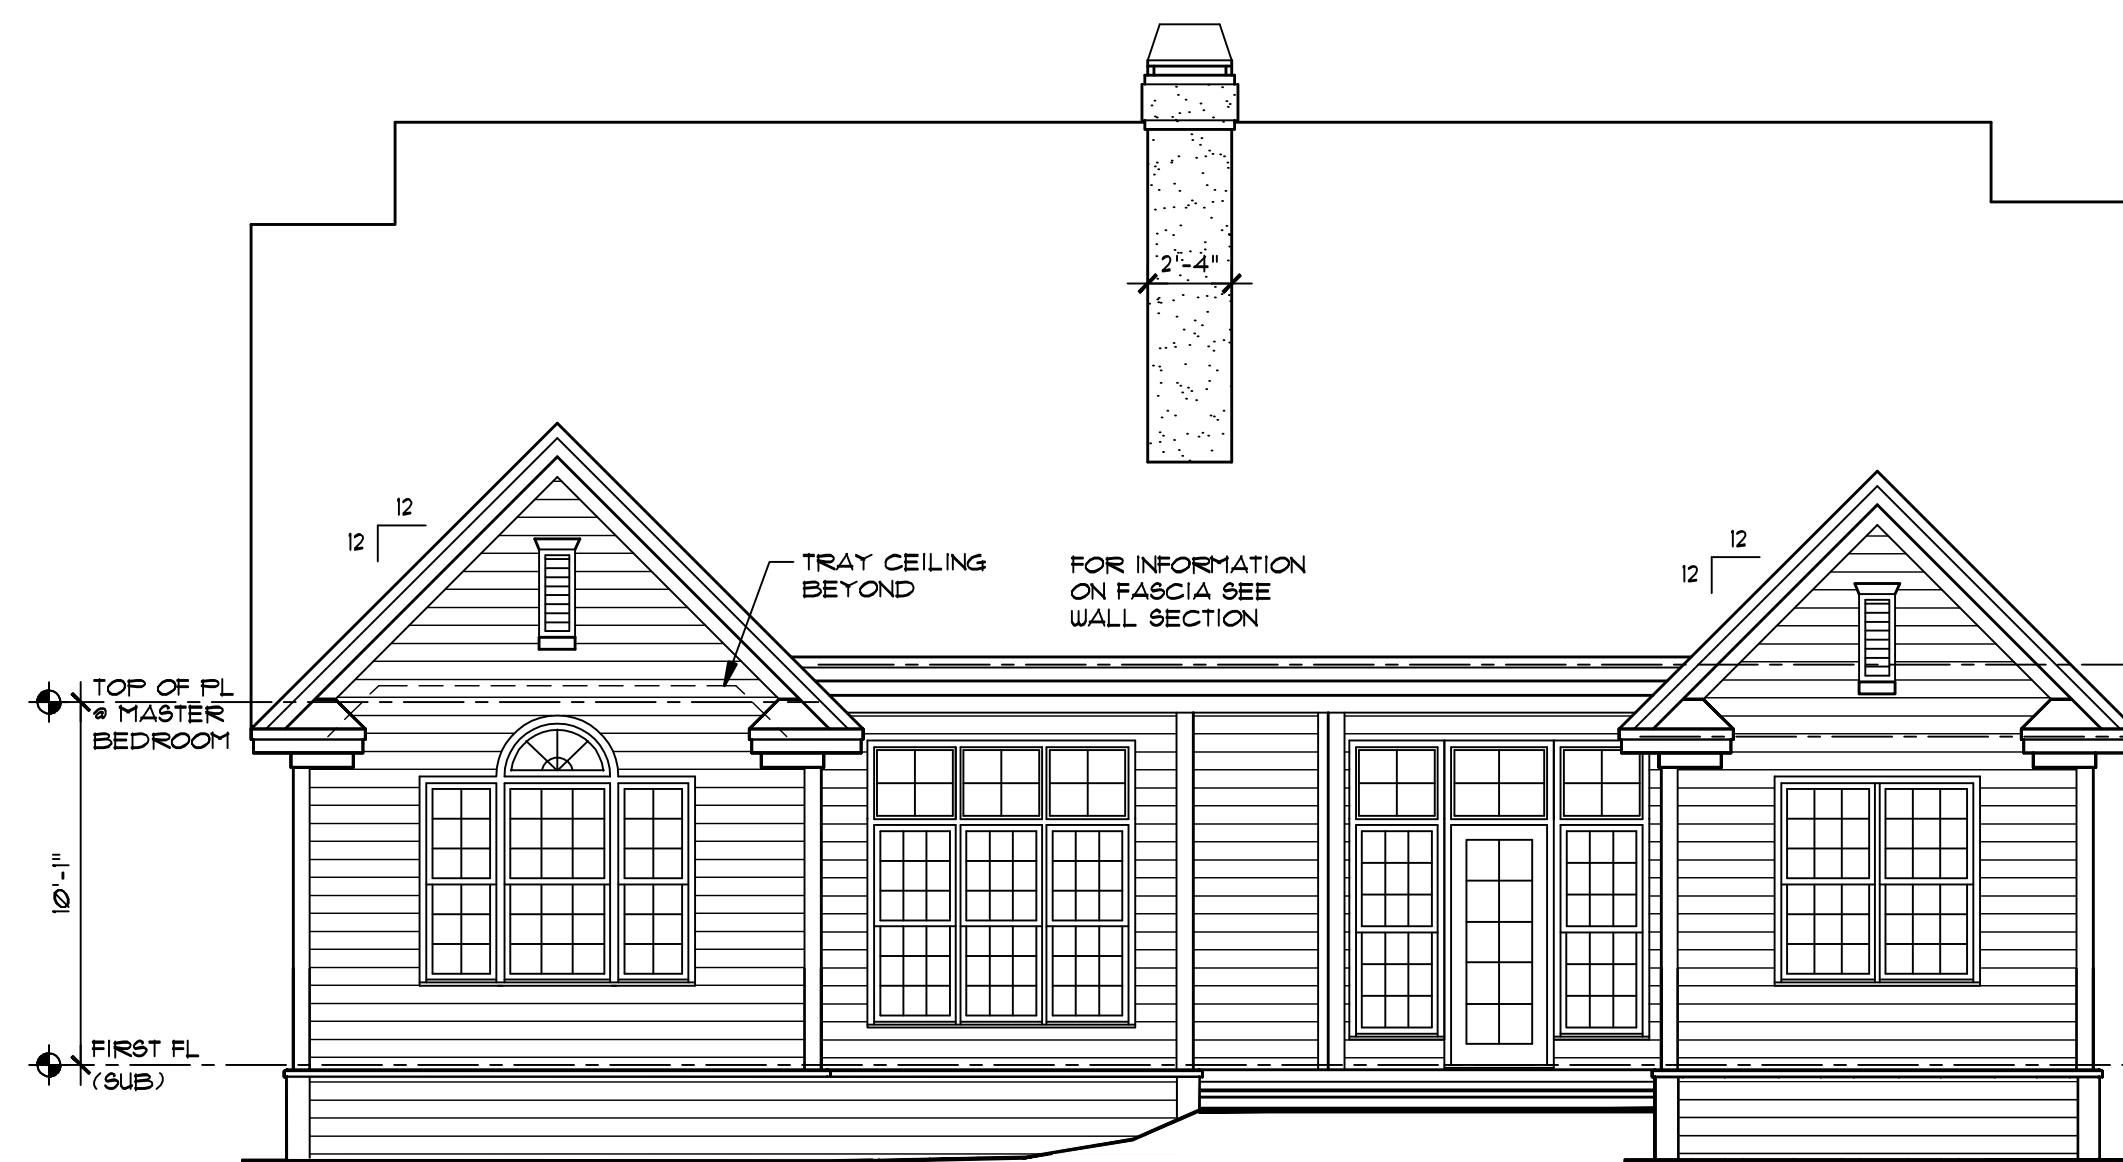 2'-4"
12
12
TRAY CEILING
BEYOND
FOR INFORMATION
ON FASCIA SEE
WALL SECTION
12
12
TOP OF PL
@ MASTER
BEDROOM
10'-1"
FIRST FL
(SUB)